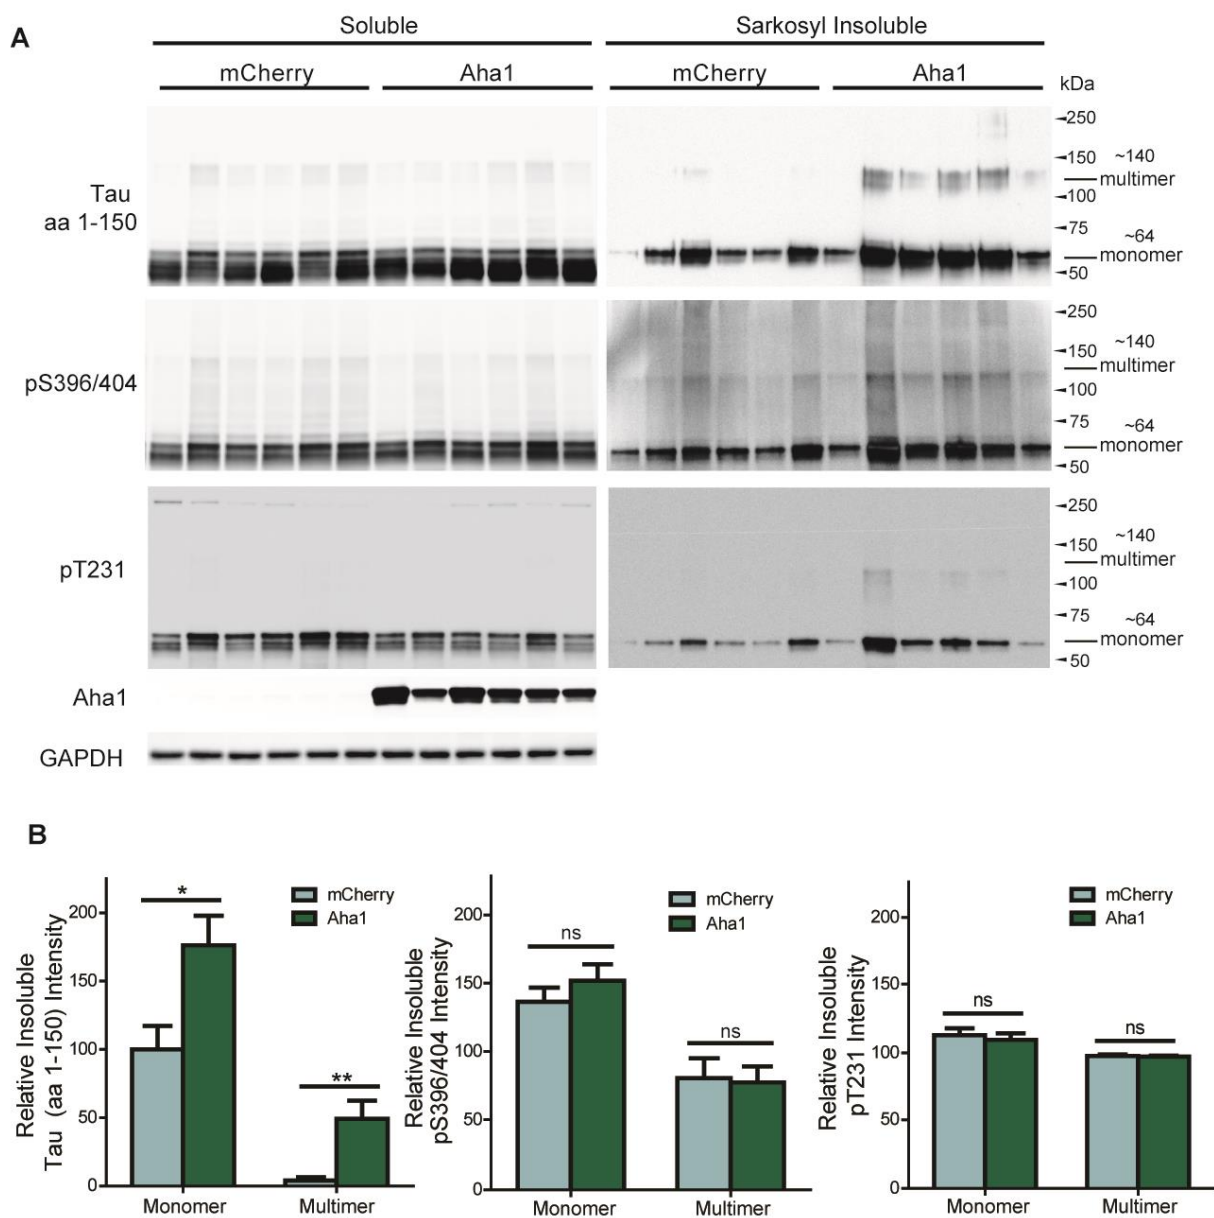 A
Soluble
Sarkosyl Insoluble
mCherry
Aha1
mCherry
Aha1
kDa
Tau
aa 1-150
250
150
100
75
50
~140
multimer
~64
monomer
pS396/404
250
150
100
75
50
~140
multimer
~64
monomer
pT231
250
150
100
75
50
~140
multimer
~64
monomer
Aha1
GAPDH
B
Relative Insoluble
Tau (aa 1-150) Intensity
200
150
100
50
0
*
**
mCherry
Aha1
Monomer
Multimer
Relative Insoluble
pS396/404 Intensity
200
150
100
50
0
ns
ns
mCherry
Aha1
Monomer
Multimer
Relative Insoluble
pT231 Intensity
200
150
100
50
0
ns
ns
mCherry
Aha1
Monomer
Multimer